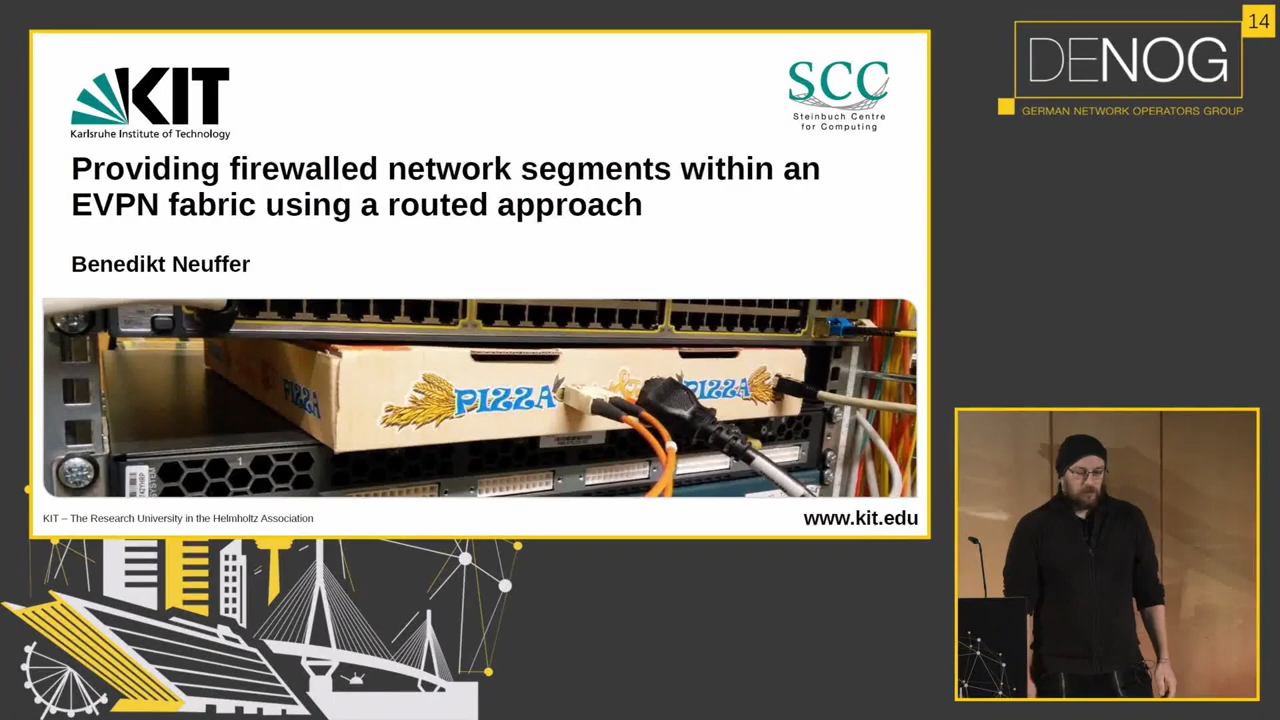 14
DENOG
GERMAN NETWORK OPERATORS GROUP
KIT
Karlsruhe Institute of Technology
SCC
Steinbuch Centre
for Computing
Providing firewalled network segments within an
EVPN fabric using a routed approach
Benedikt Neuffer
PIZZA
PIZZA
PIZZA
1
KIT – The Research University in the Helmholtz Association
www.kit.edu